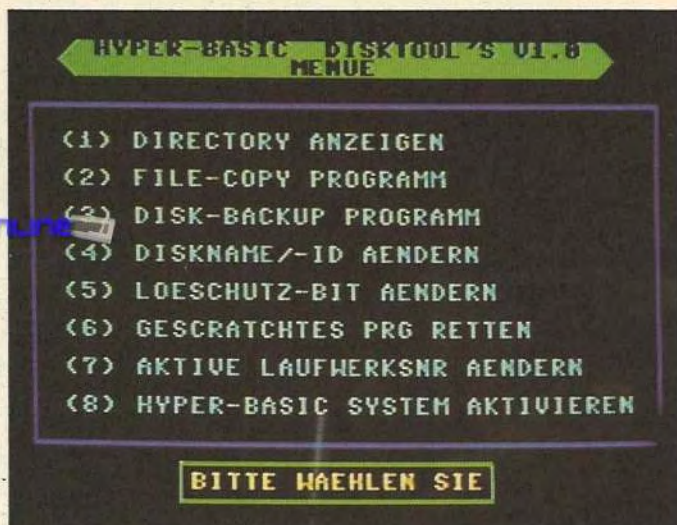 HYPER-BASIC DISKTOOL'S V1.0
MENUE
(1) DIRECTORY ANZEIGEN
(2) FILE-COPY PROGRAMM
(3) DISK-BACKUP PROGRAMM
(4) DISKNAME/-ID AENDERN
(5) LOESCHUTZ-BIT AENDERN
(6) GESCRATCHTES PRG RETTEN
(7) AKTIVE LAUFWERKSNR AENDERN
(8) HYPER-BASIC SYSTEM AKTIVIEREN
BITTE WAEHLEN SIE